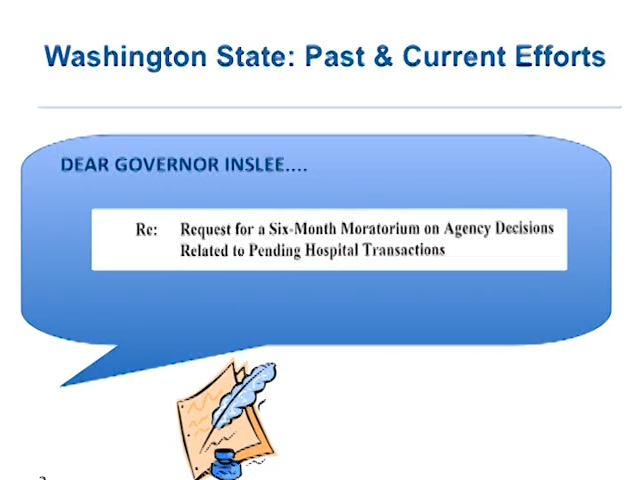 Washington State: Past & Current Efforts
DEAR GOVERNOR INSLEE....
Re: Request for a Six-Month Moratorium on Agency Decisions
Related to Pending Hospital Transactions